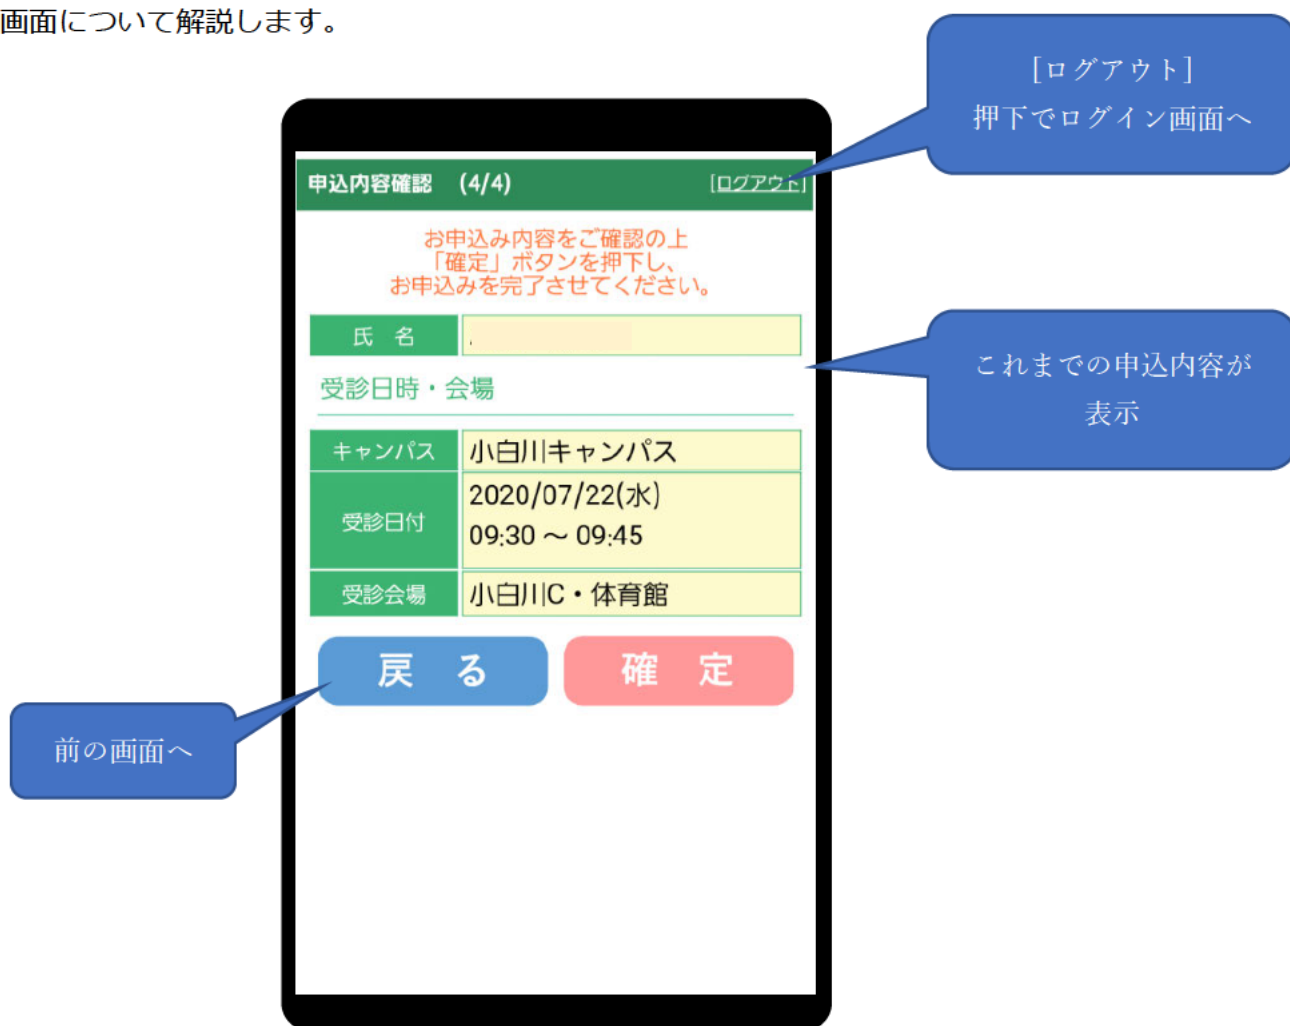 画面について解説します。
[ログアウト]
押下でログイン画面へ
申込内容確認 (4/4)
[ログアウト]
お申込み内容をご確認の上
「確定」ボタンを押下し、
お申込みを完了させてください。
氏 名
これまでの申込内容が
表示
受診日時・会場
キャンパス
小白川キャンパス
受診日付
2020/07/22(水)
09:30 ～ 09:45
受診会場
小白川C・体育館
戻 る
確 定
前の画面へ